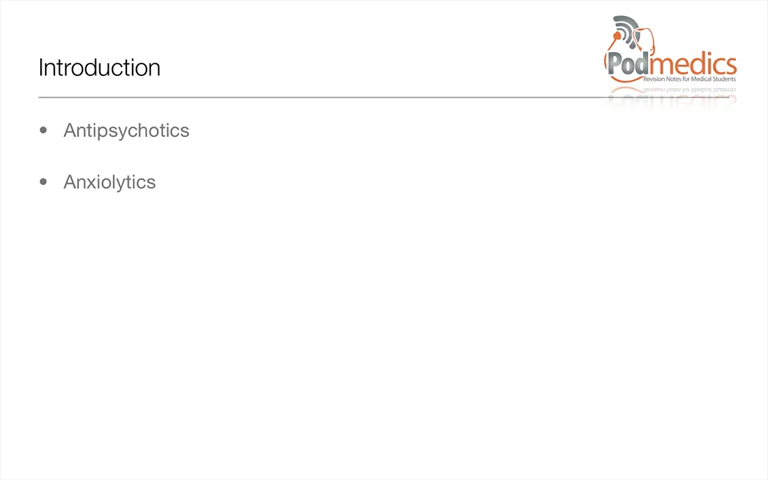 Introduction
Podmedics
Revision Notes for Medical Students
• Antipsychotics
• Anxiolytics